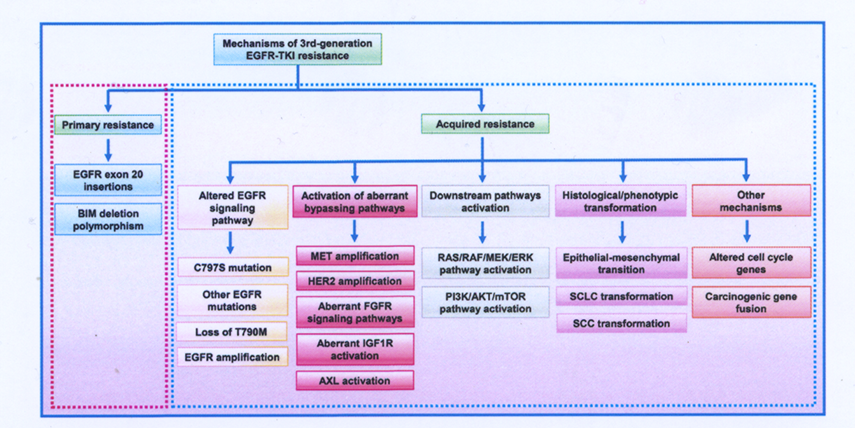 Mechanisms of 3rd-generation
EGFR-TKI resistance
Primary resistance
EGFR exon 20
insertions
BIM deletion
polymorphism
Acquired resistance
Altered EGFR
signaling
pathway
C797S mutation
Other EGFR
mutations
Loss of T790M
EGFR amplification
Activation of aberrant
bypassing pathways
MET amplification
HER2 amplification
Aberrant FGFR
signaling pathways
Aberrant IGF1R
activation
AXL activation
Downstream pathways
activation
RAS/RAF/MEK/ERK
pathway activation
PI3K/AKT/mTOR
pathway activation
Histological/phenotypic
transformation
Epithelial-mesenchymal
transition
SCLC transformation
SCC transformation
Other
mechanisms
Altered cell cycle
genes
Carcinogenic gene
fusion